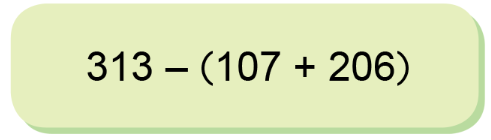 313 – (107 + 206)